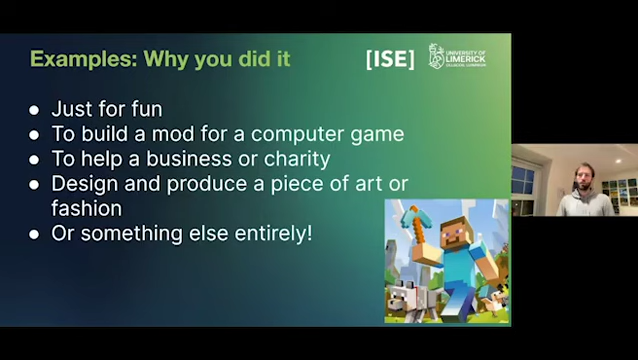 Examples: Why you did it
[ISE]
UNIVERSITY OF
LIMERICK
● Just for fun
● To build a mod for a computer game
● To help a business or charity
● Design and produce a piece of art or
fashion
● Or something else entirely!